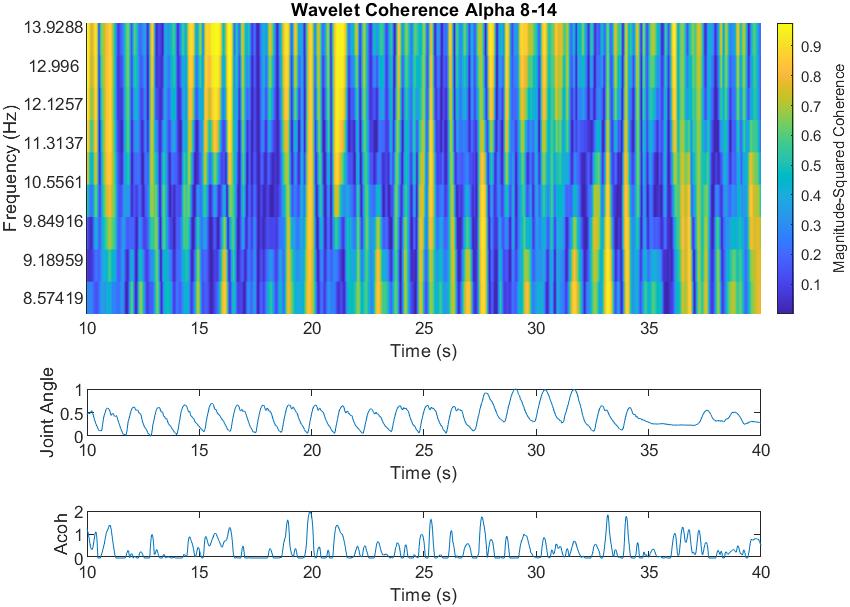 Wavelet Coherence Alpha 8-14
13.9288
12.996
12.1257
11.3137
10.5561
9.84916
9.18959
8.57419
Frequency (Hz)
10 15 20 25 30 35
Time (s)
0.9
0.8
0.7
0.6
0.5
0.4
0.3
0.2
0.1
Magnitude-Squared Coherence
1
0.5
0
Joint Angle
10 15 20 25 30 35 40
Time (s)
2
1
0
Acoh
10 15 20 25 30 35 40
Time (s)